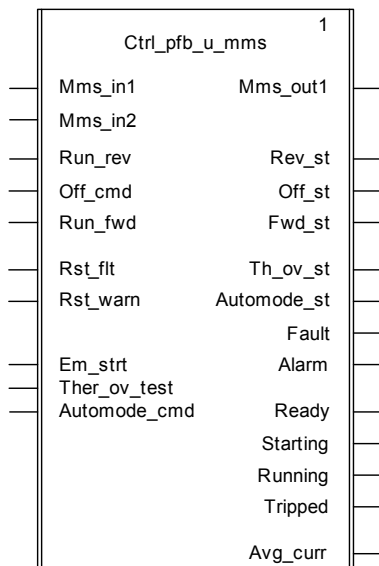 1
Ctrl_pfb_u_mms
Mms_in1 Mms_out1
Mms_in2
Run_rev Rev_st
Off_cmd Off_st
Run_fwd Fwd_st
Rst_flt Th_ov_st
Rst_warn Automode_st
Fault
Em_strt Alarm
Ther_ov_test
Automode_cmd Ready
Starting
Running
Tripped
Avg_curr